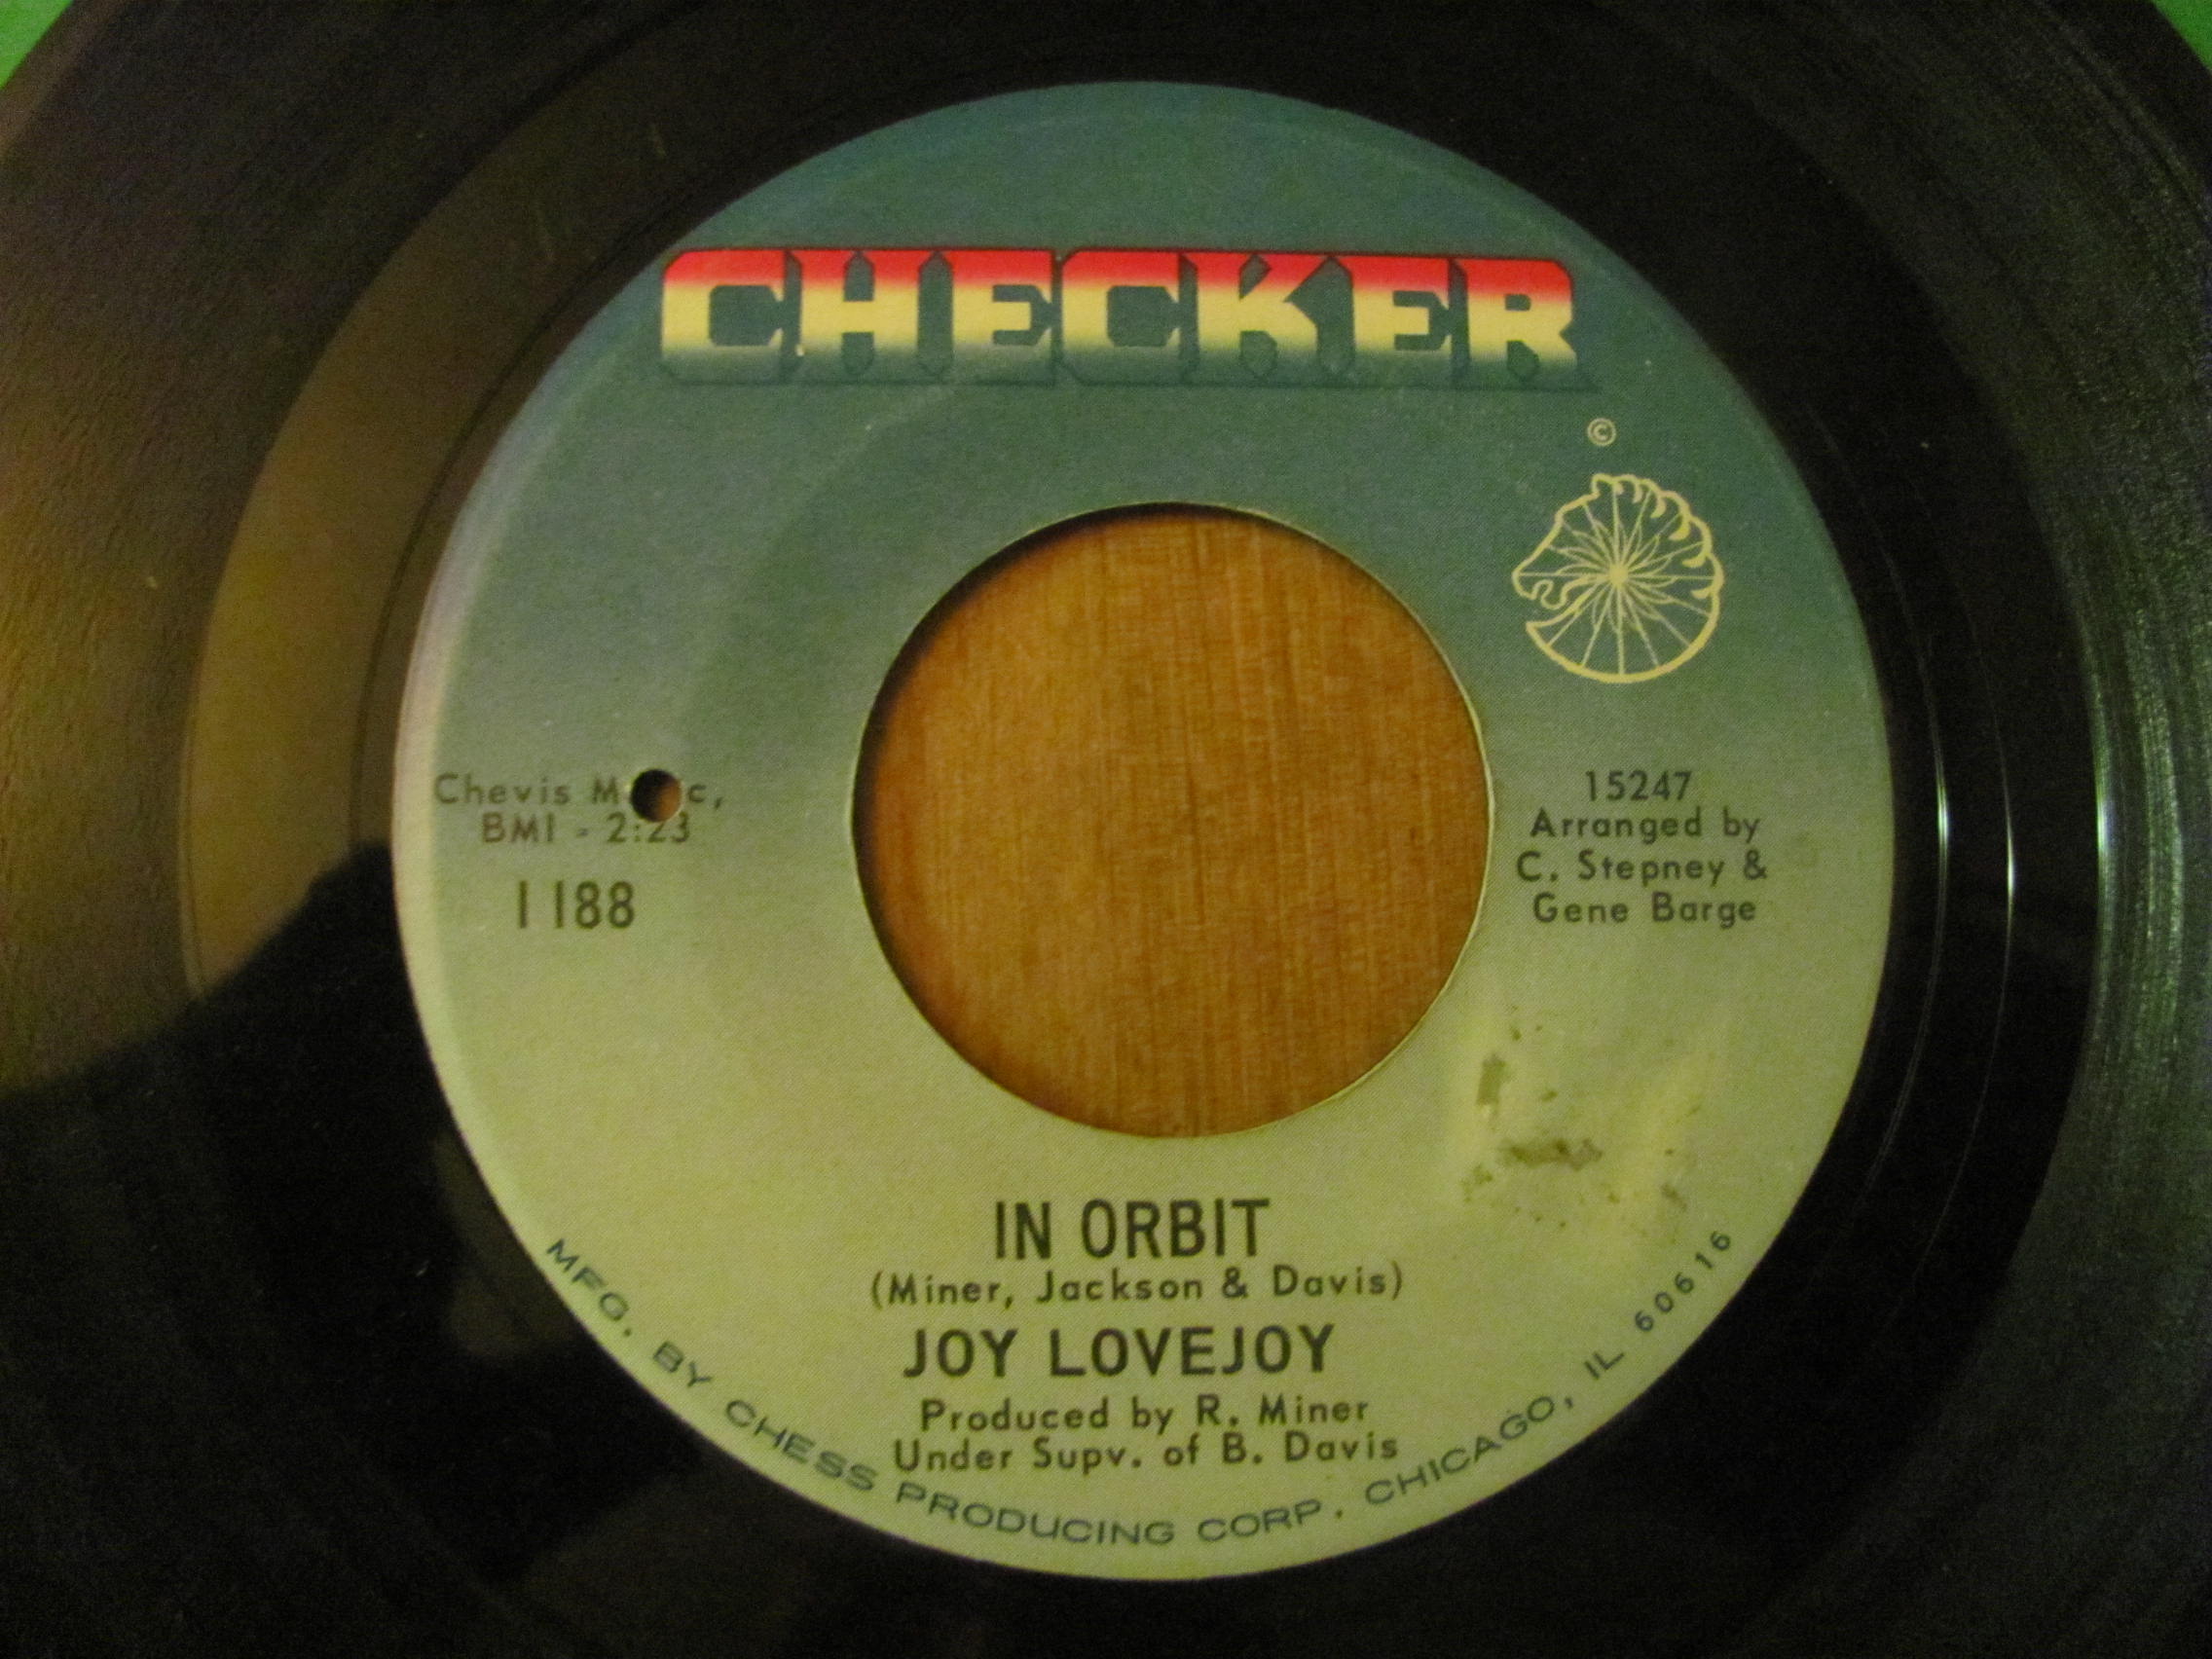 CHECKER
©
Chevis M c,
BMI - 2:23
1188
15247
Arranged by
C. Stepney &
Gene Barge
IN ORBIT
(Miner, Jackson & Davis)
JOY LOVEJOY
Produced by R. Miner
Under Supv. of B. Davis
MFG. BY CHESS PRODUCING CORP. CHICAGO, IL 60616